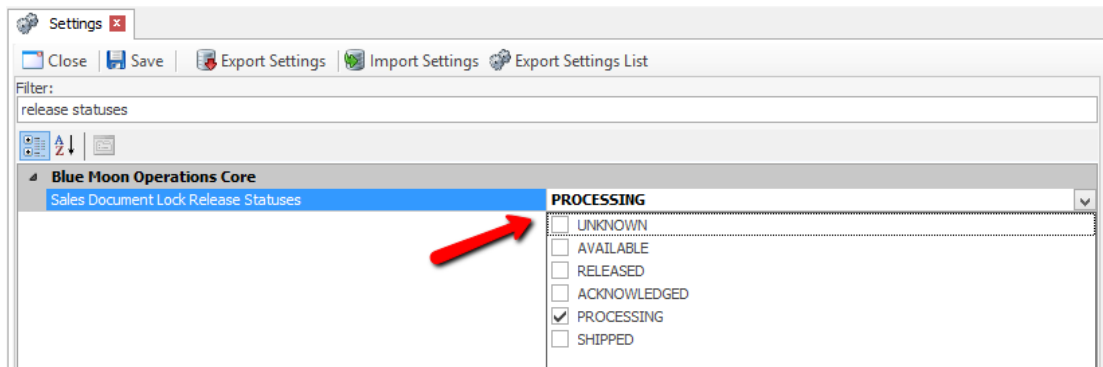 Settings
Close Save Export Settings Import Settings Export Settings List
Filter:
release statuses
Blue Moon Operations Core
Sales Document Lock Release Statuses PROCESSING
UNKNOWN
AVAILABLE
RELEASED
ACKNOWLEDGED
PROCESSING
SHIPPED